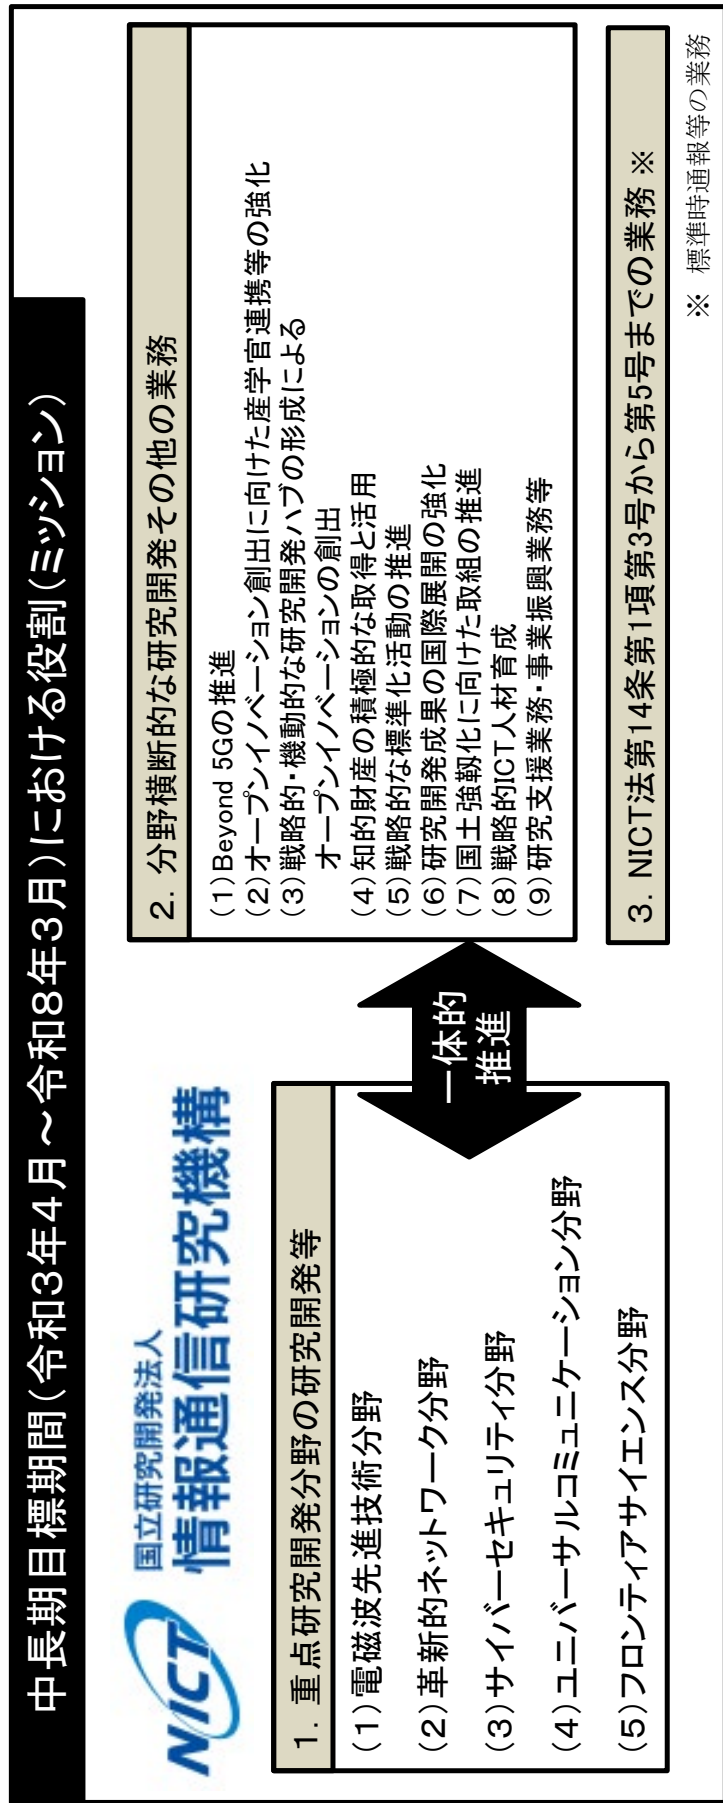 中長期目標期間(令和3年4月～令和8年3月)における役割(ミッション)
NICT
国立研究開発法人
情報通信研究機構
1. 重点研究開発分野の研究開発等
(1)電磁波先進技術分野
(2)革新的ネットワーク分野
(3)サイバーセキュリティ分野
(4)ユニバーサルコミュニケーション分野
(5)フロンティアサイエンス分野
一体的
推進
2. 分野横断的な研究開発その他の業務
(1)Beyond 5Gの推進
(2)オープンイノベーション創出に向けた産学官連携等の強化
(3)戦略的・機動的な研究開発ハブの形成による
オープンイノベーションの創出
(4)知的財産の積極的な取得と活用
(5)戦略的な標準化活動の推進
(6)研究開発成果の国際展開の強化
(7)国土強靱化に向けた取組の推進
(8)戦略的ICT人材育成
(9)研究支援業務・事業振興業務等
3. NICT法第14条第1項第3号から第5号までの業務 ※
※ 標準時通報等の業務